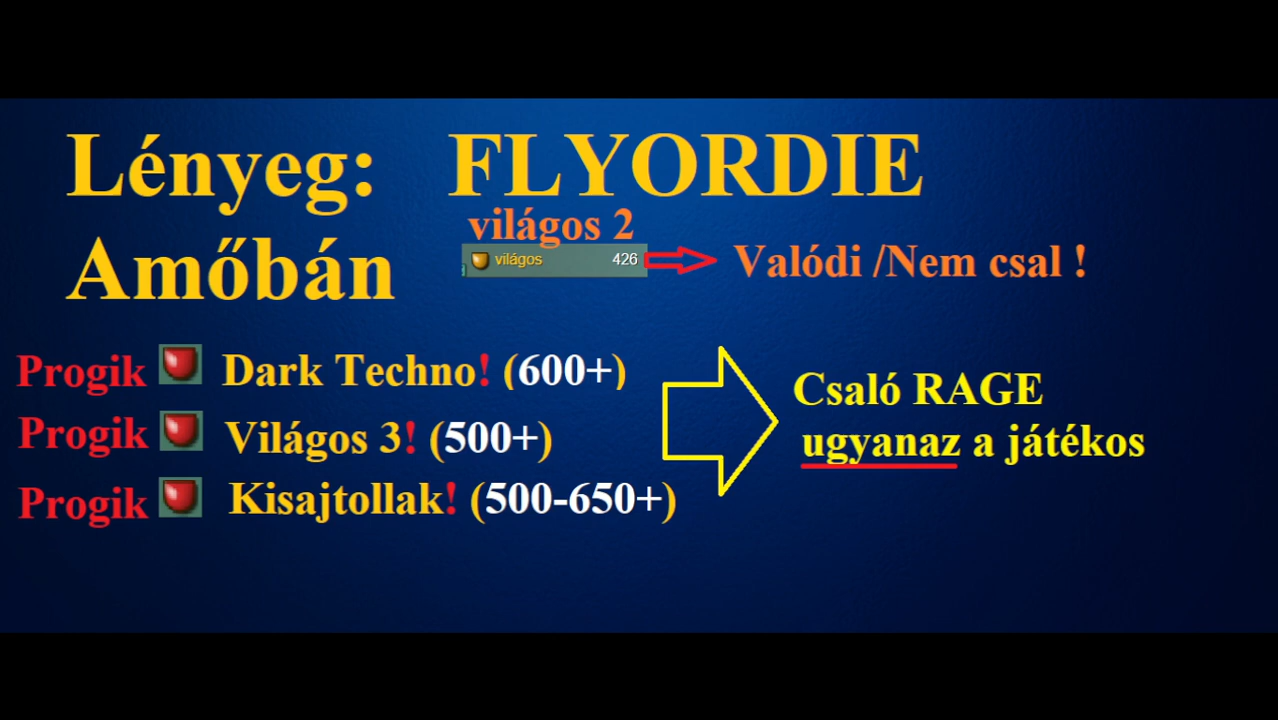 Lényeg: FLYORDIE
világos 2
Amőbán
világos 426
Valódi /Nem csal !
Progik Dark Techno! (600+)
Progik Világos 3! (500+)
Progik Kisajtollak! (500-650+)
Csaló RAGE
ugyanaz a játékos